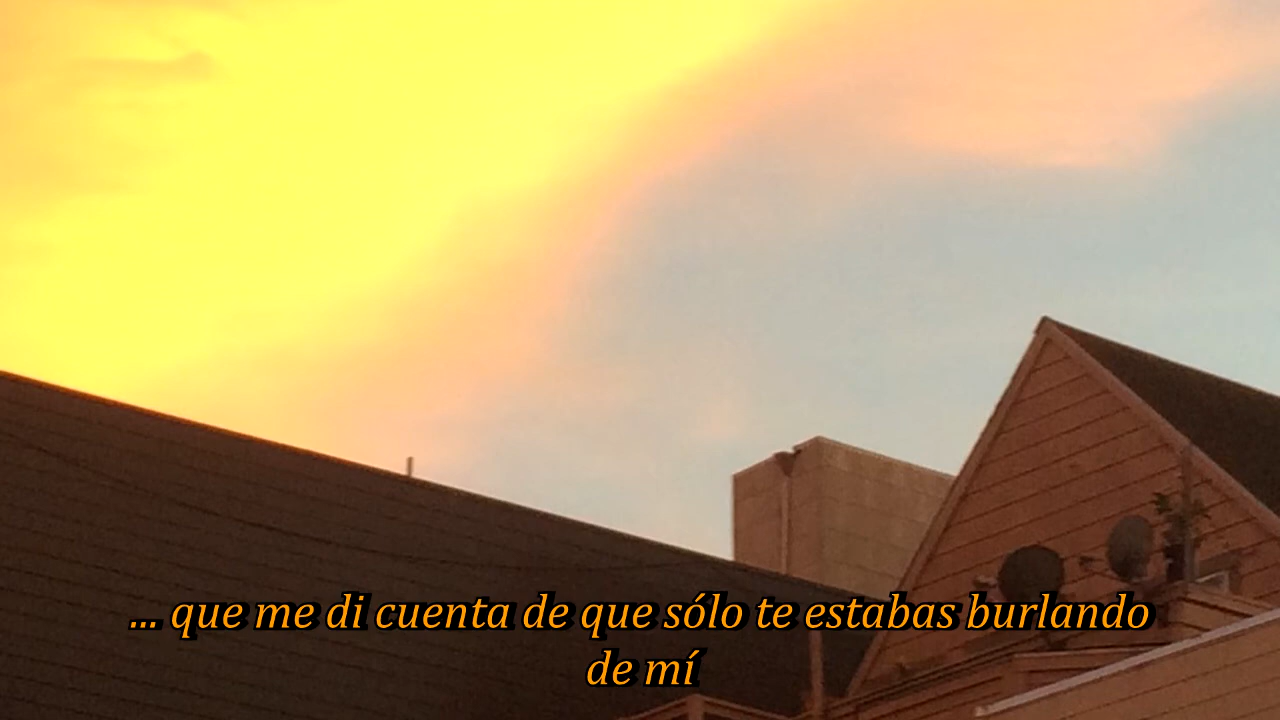 ... que me di cuenta de que sólo te estabas burlando
de mí